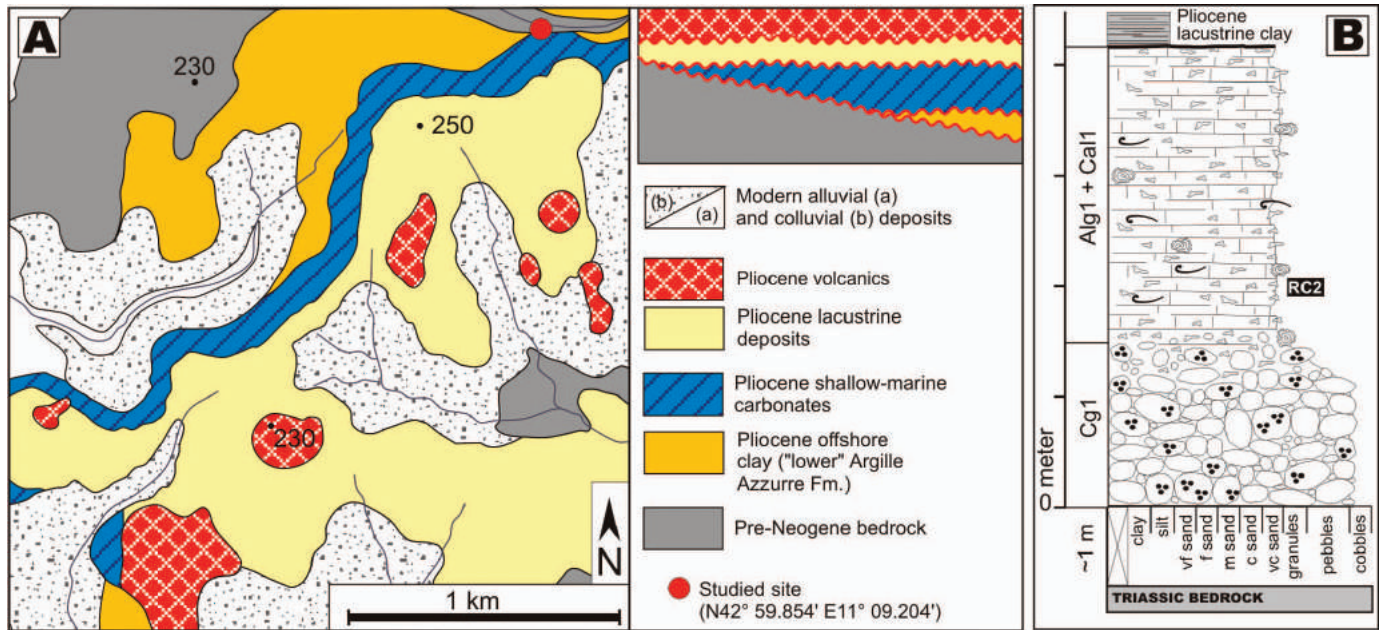 A
230
250
230
N
1 km
(b)
(a)
Modern alluvial (a)
and colluvial (b) deposits
Pliocene volcanics
Pliocene lacustrine
deposits
Pliocene shallow-marine
carbonates
Pliocene offshore
clay ("lower" Argille
Azzurre Fm.)
Pre-Neogene bedrock
Studied site
(N42° 59.854' E11° 09.204')
B
Pliocene
lacustrine clay
Alg1 + Cal1
RC2
Cg1
0 meter
~1 m
clay
silt
vf sand
f sand
m sand
c sand
vc sand
granules
pebbles
cobbles
TRIASSIC BEDROCK